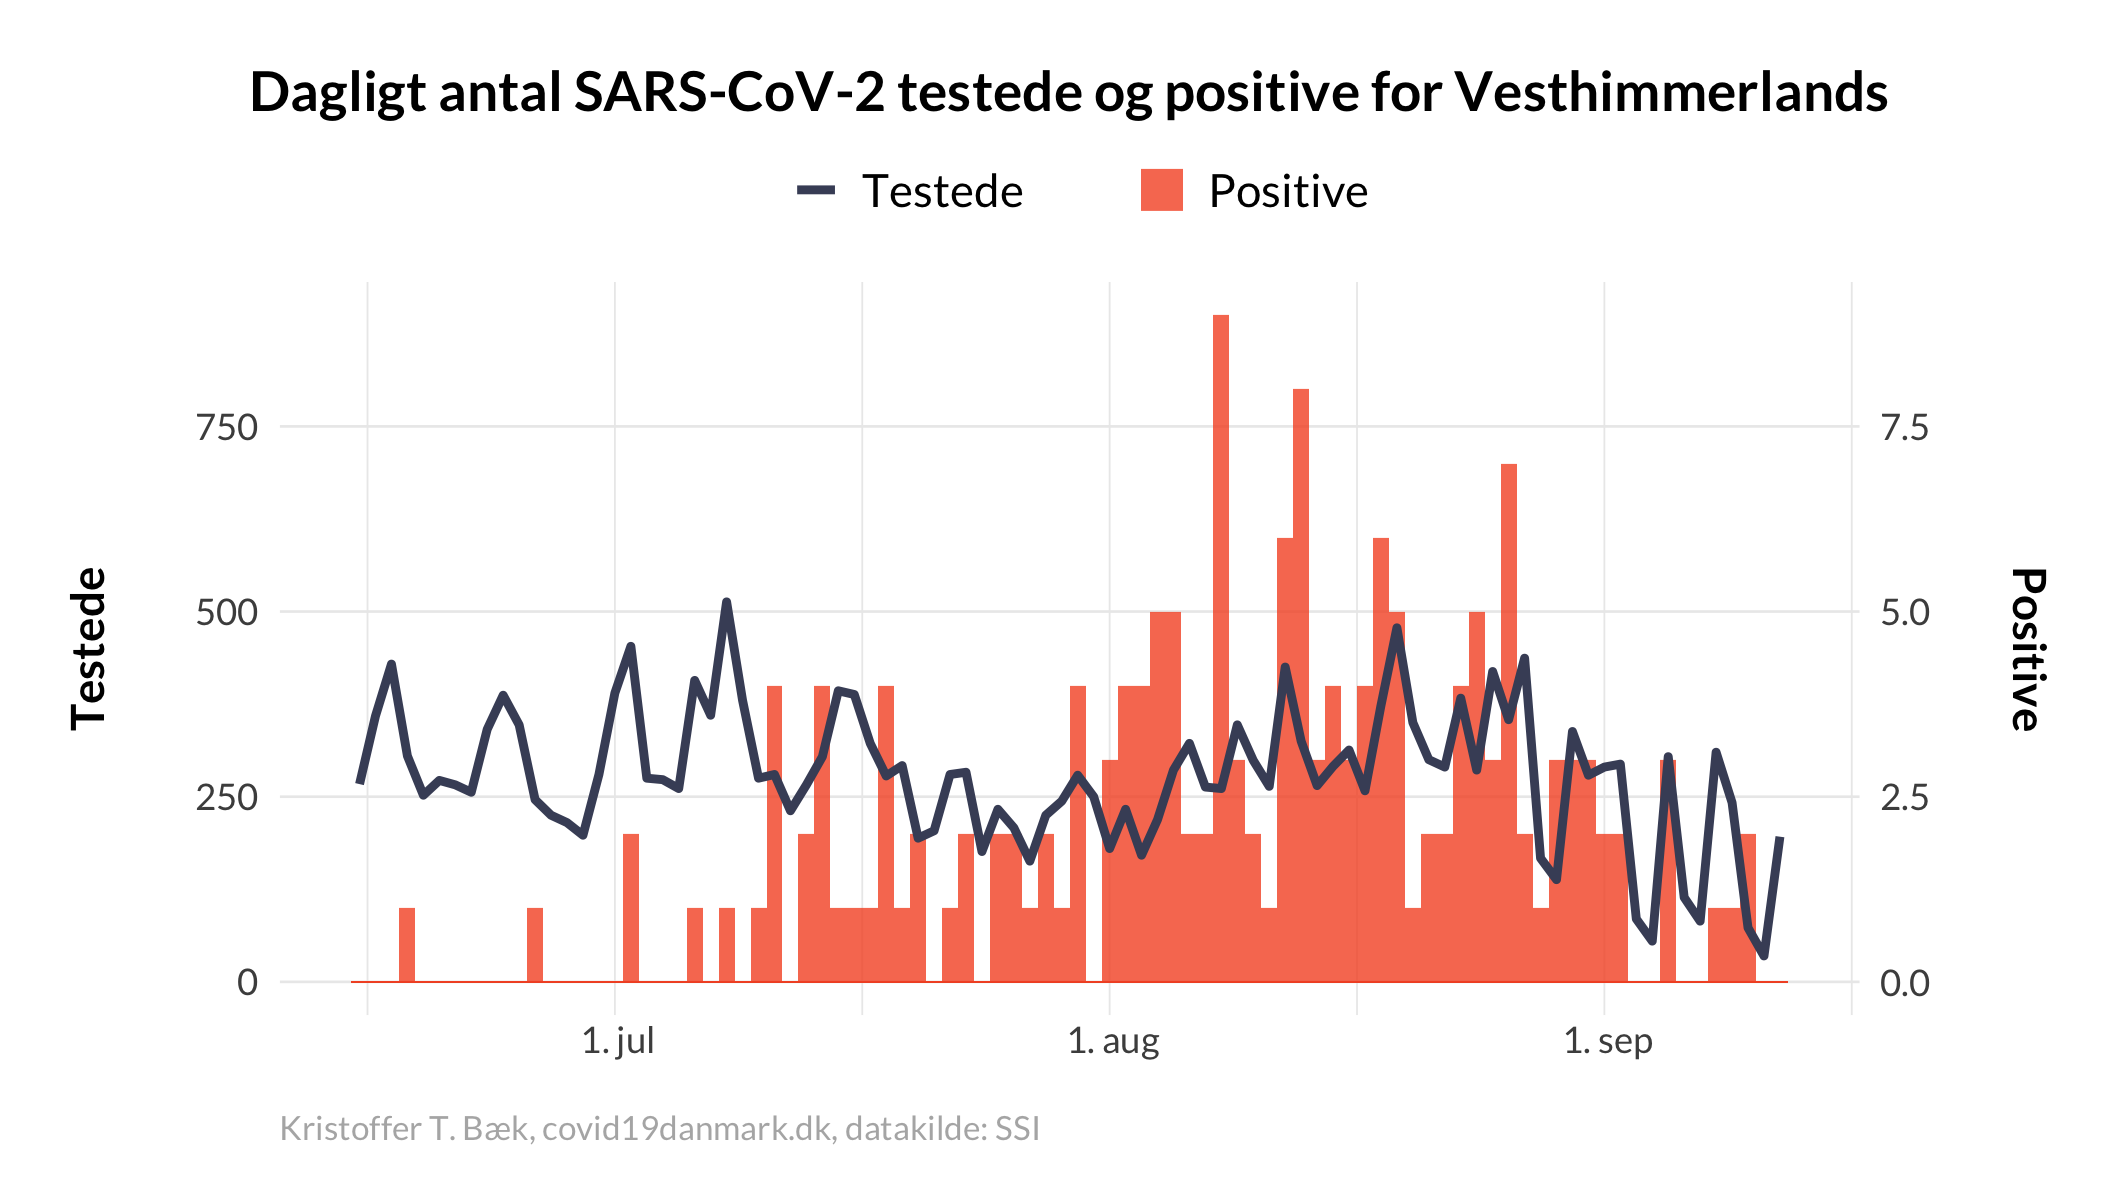 Dagligt antal SARS-CoV-2 testede og positive for Vesthimmerlands
Testede
Positive
750
500
250
0
Testede
7.5
5.0
2.5
0.0
Positive
1. jul
1. aug
1. sep
Kristoffer T. Bæk, covid19danmark.dk, datakilde: SSI